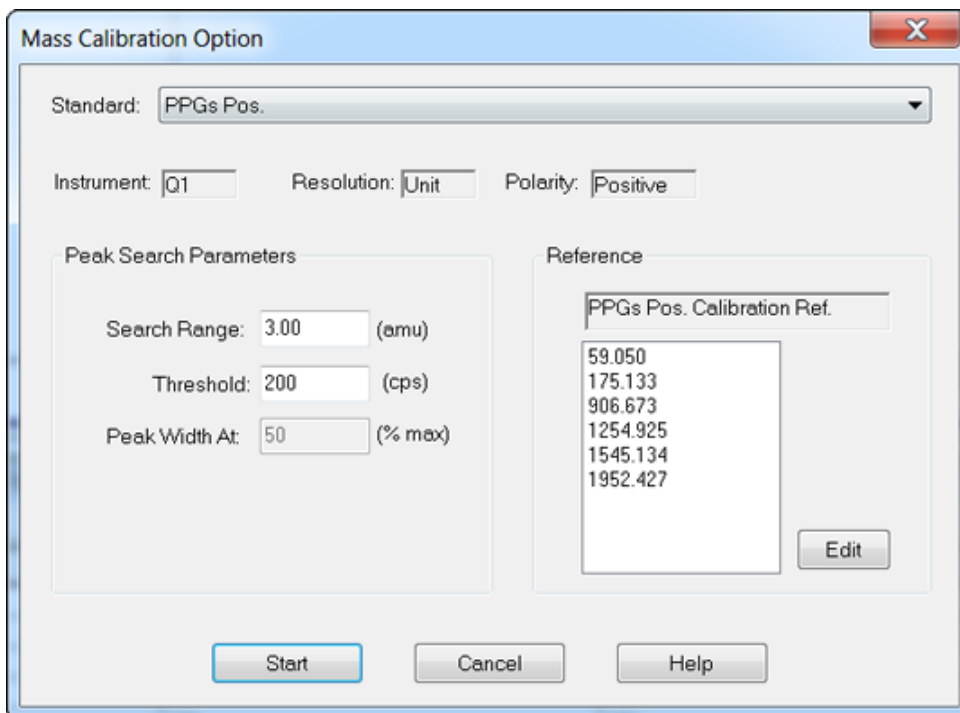 Mass Calibration Option
Standard: PPGs Pos.
Instrument: Q1 Resolution: Unit Polarity: Positive
Peak Search Parameters
Search Range: 3.00 (amu)
Threshold: 200 (cps)
Peak Width At: 50 (% max)
Reference
PPGs Pos. Calibration Ref.
59.050
175.133
906.673
1254.925
1545.134
1952.427
Edit
Start Cancel Help